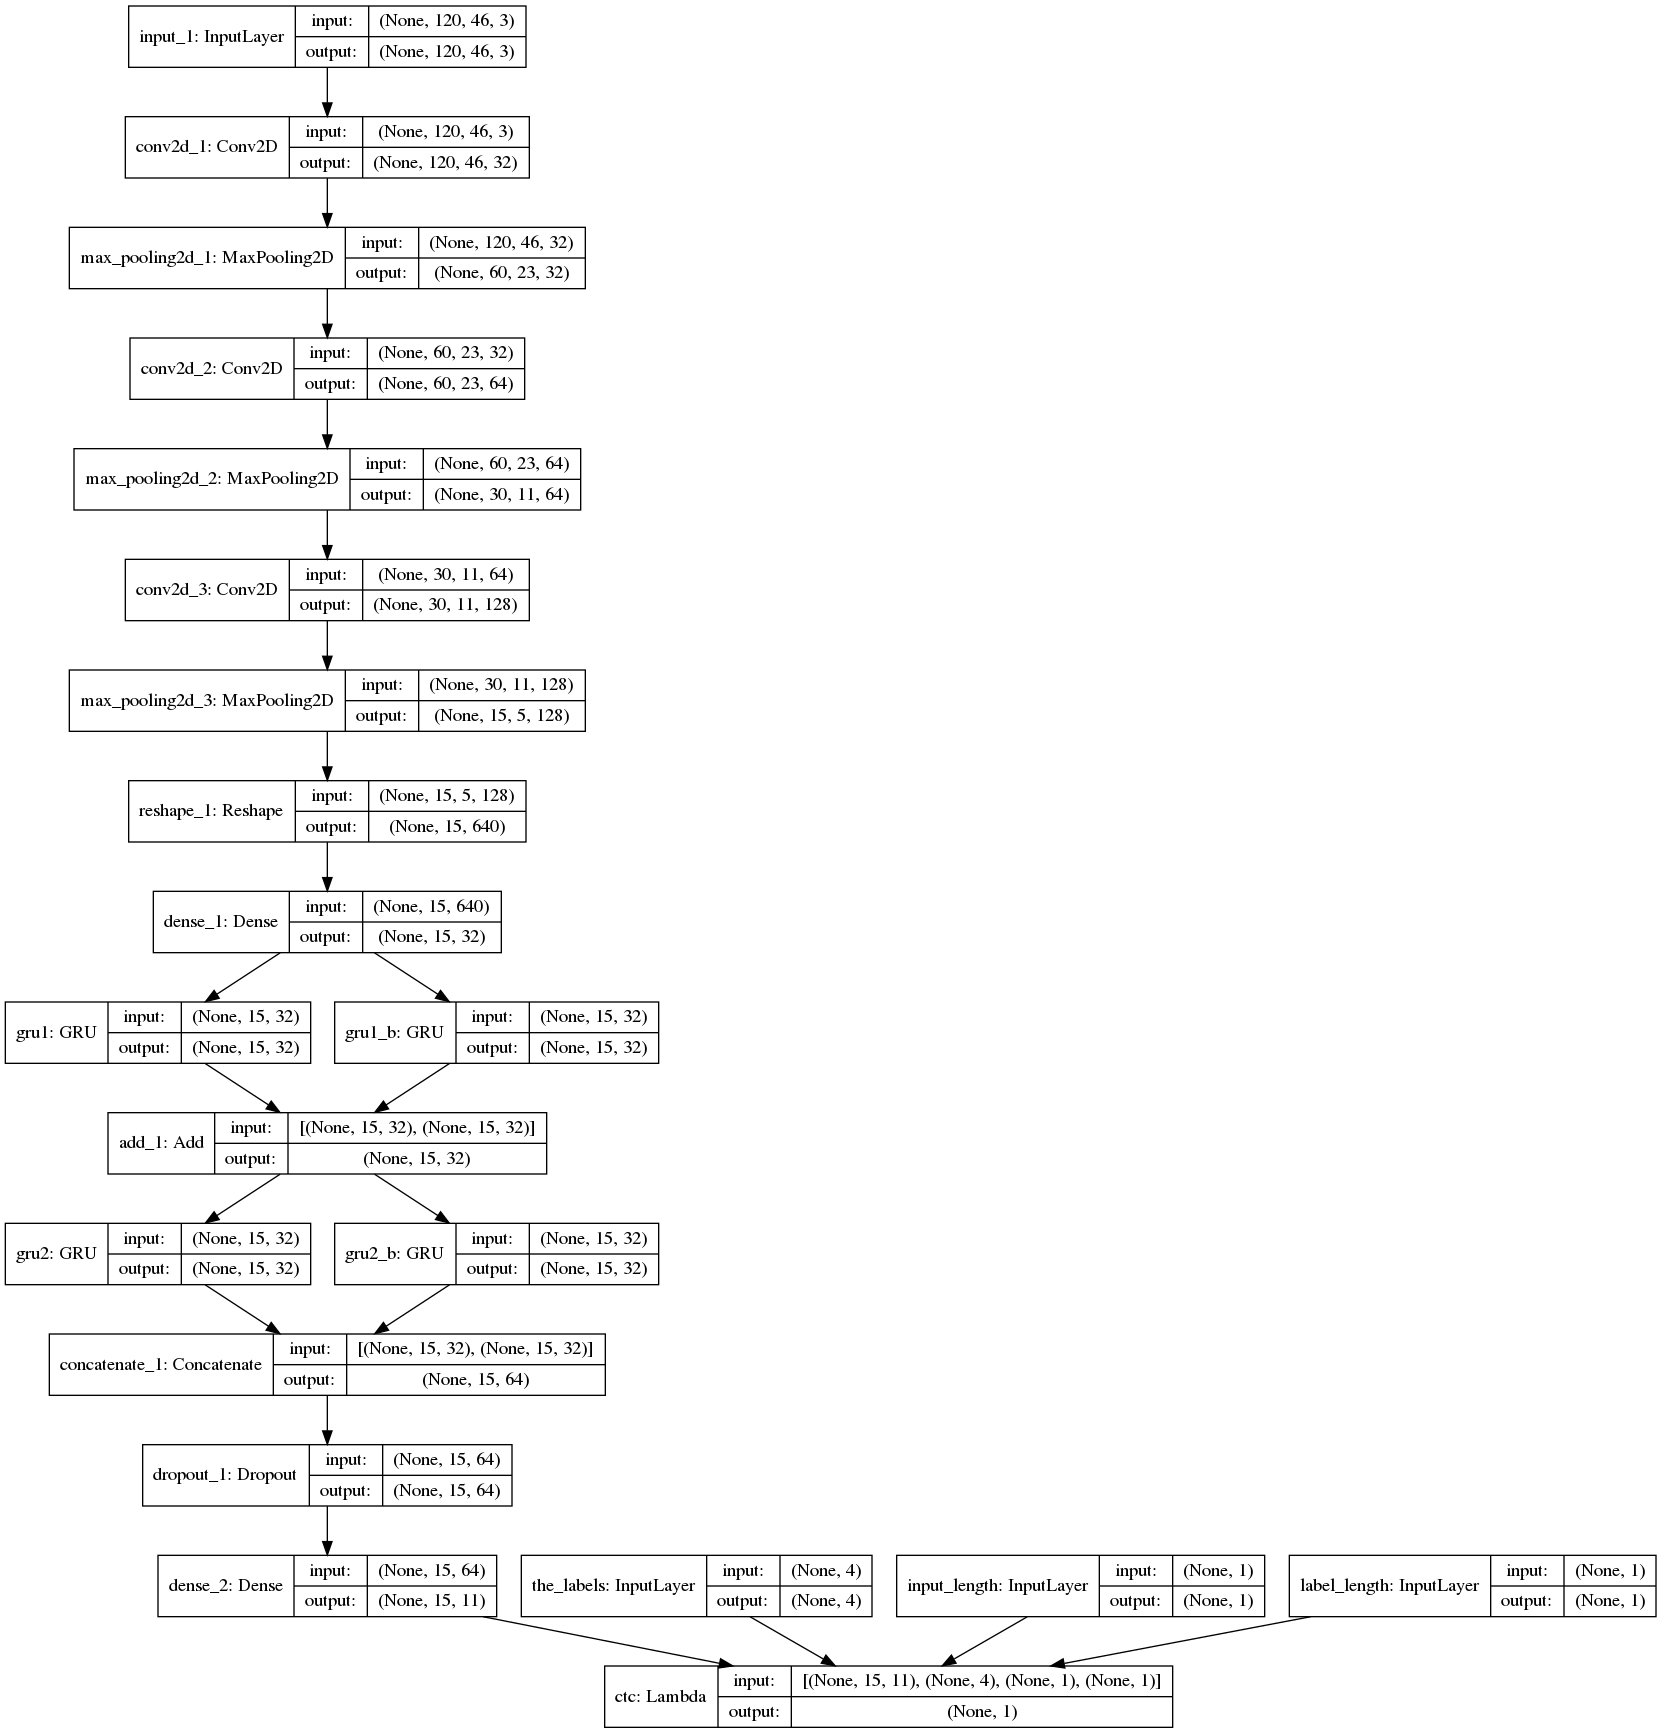 input_1: InputLayer
input: (None, 120, 46, 3)
output: (None, 120, 46, 3)
conv2d_1: Conv2D
input: (None, 120, 46, 3)
output: (None, 120, 46, 32)
max_pooling2d_1: MaxPooling2D
input: (None, 120, 46, 32)
output: (None, 60, 23, 32)
conv2d_2: Conv2D
input: (None, 60, 23, 32)
output: (None, 60, 23, 64)
max_pooling2d_2: MaxPooling2D
input: (None, 60, 23, 64)
output: (None, 30, 11, 64)
conv2d_3: Conv2D
input: (None, 30, 11, 64)
output: (None, 30, 11, 128)
max_pooling2d_3: MaxPooling2D
input: (None, 30, 11, 128)
output: (None, 15, 5, 128)
reshape_1: Reshape
input: (None, 15, 5, 128)
output: (None, 15, 640)
dense_1: Dense
input: (None, 15, 640)
output: (None, 15, 32)
gru1: GRU
input: (None, 15, 32)
output: (None, 15, 32)
gru1_b: GRU
input: (None, 15, 32)
output: (None, 15, 32)
add_1: Add
input: [(None, 15, 32), (None, 15, 32)]
output: (None, 15, 32)
gru2: GRU
input: (None, 15, 32)
output: (None, 15, 32)
gru2_b: GRU
input: (None, 15, 32)
output: (None, 15, 32)
concatenate_1: Concatenate
input: [(None, 15, 32), (None, 15, 32)]
output: (None, 15, 64)
dropout_1: Dropout
input: (None, 15, 64)
output: (None, 15, 64)
dense_2: Dense
input: (None, 15, 64)
output: (None, 15, 11)
the_labels: InputLayer
input: (None, 4)
output: (None, 4)
input_length: InputLayer
input: (None, 1)
output: (None, 1)
label_length: InputLayer
input: (None, 1)
output: (None, 1)
ctc: Lambda
input: [(None, 15, 11), (None, 4), (None, 1), (None, 1)]
output: (None, 1)